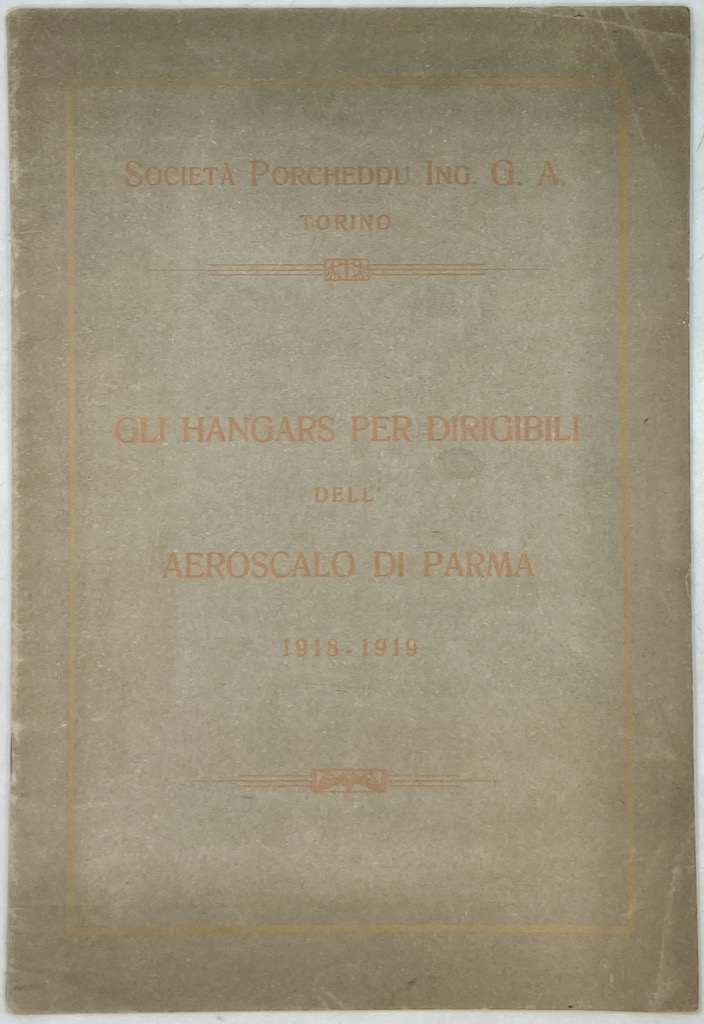 Società Porcheddu Ing. G. A.
TORINO
GLI HANGARS PER DIRIGIBILI
DELL'
AEROSCALO DI PARMA
1918-1919